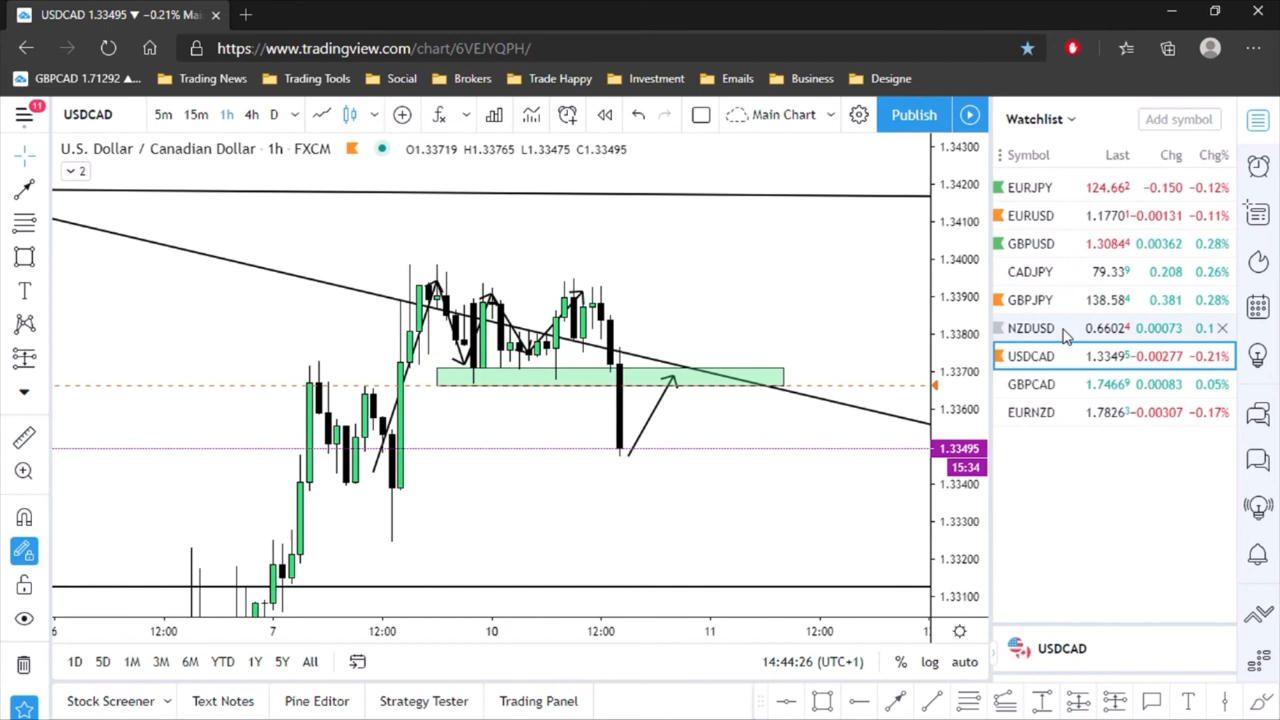 USDCAD 1.33495 ▼ −0.21% Mai
https://www.tradingview.com/chart/6VEJYQPH/
GBPCAD 1.71292 ▲... Trading News Trading Tools Social Brokers Trade Happy Investment Emails Business Designe
11
USDCAD 5m 15m 1h 4h D Main Chart Publish
Watchlist Add symbol
U.S. Dollar / Canadian Dollar · 1h · FXCM O1.33719 H1.33765 L1.33475 C1.33495
2
Symbol Last Chg Chg%
EURJPY 124.662 −0.150 −0.12%
EURUSD 1.17701 −0.00131 −0.11%
GBPUSD 1.30844 0.00362 0.28%
CADJPY 79.339 0.208 0.26%
GBPJPY 138.584 0.381 0.28%
NZDUSD 0.66024 0.00073 0.1
USDCAD 1.33495 −0.00277 −0.21%
GBPCAD 1.74669 0.00083 0.05%
EURNZD 1.78263 −0.00307 −0.17%
1.34300
1.34200
1.34100
1.34000
1.33900
1.33800
1.33700
1.33600
1.33495
15:34
1.33400
1.33300
1.33200
1.33100
6 12:00 7 12:00 10 12:00 11 12:00
USDCAD
1D 5D 1M 3M 6M YTD 1Y 5Y All 14:44:26 (UTC+1) % log auto
Stock Screener Text Notes Pine Editor Strategy Tester Trading Panel